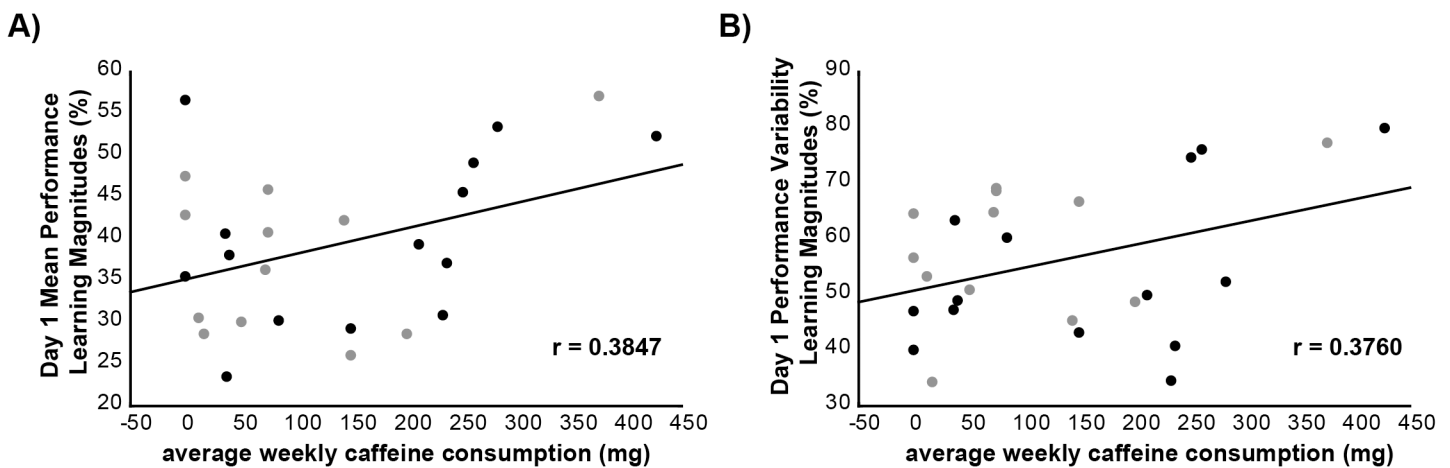 A)
Day 1 Mean Performance
Learning Magnitudes (%)
60
55
50
45
40
35
30
25
20
r = 0.3847
-50 0 50 100 150 200 250 300 350 400 450
average weekly caffeine consumption (mg)
B)
Day 1 Performance Variability
Learning Magnitudes (%)
90
80
70
60
50
40
30
r = 0.3760
-50 0 50 100 150 200 250 300 350 400 450
average weekly caffeine consumption (mg)